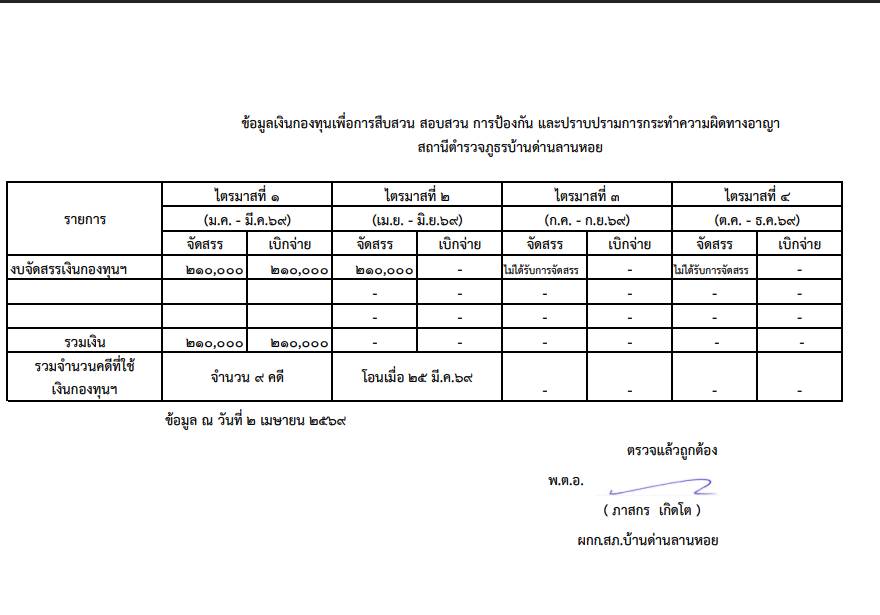 ข้อมูลเงินกองทุนเพื่อการสืบสวน สอบสวน การป้องกัน และปราบปรามการกระทำความผิดทางอาญา
สถานีตำรวจภูธรบ้านด่านลานหอย
รายการ ไตรมาสที่ ๑ ไตรมาสที่ ๒ ไตรมาสที่ ๓ ไตรมาสที่ ๔
(ม.ค. - มี.ค.๖๙) (เม.ย. - มิ.ย.๖๙) (ก.ค. - ก.ย.๖๙) (ต.ค. - ธ.ค.๖๙)
จัดสรร เบิกจ่าย จัดสรร เบิกจ่าย จัดสรร เบิกจ่าย จัดสรร เบิกจ่าย
งบจัดสรรเงินกองทุนฯ ๒๑๐,๐๐๐ ๒๑๐,๐๐๐ ๒๑๐,๐๐๐ - ไม่ได้รับการจัดสรร - ไม่ได้รับการจัดสรร -
- - - - - -
- - - - - -
รวมเงิน ๒๑๐,๐๐๐ ๒๑๐,๐๐๐ - - - - - -
รวมจำนวนคดีที่ใช้
เงินกองทุนฯ จำนวน ๙ คดี โอนเมื่อ ๒๕ มี.ค.๖๙ - - - -
ข้อมูล ณ วันที่ ๒ เมษายน ๒๕๖๙
ตรวจแล้วถูกต้อง
พ.ต.อ.
( ภาสกร เกิดโต )
ผกก.สภ.บ้านด่านลานหอย